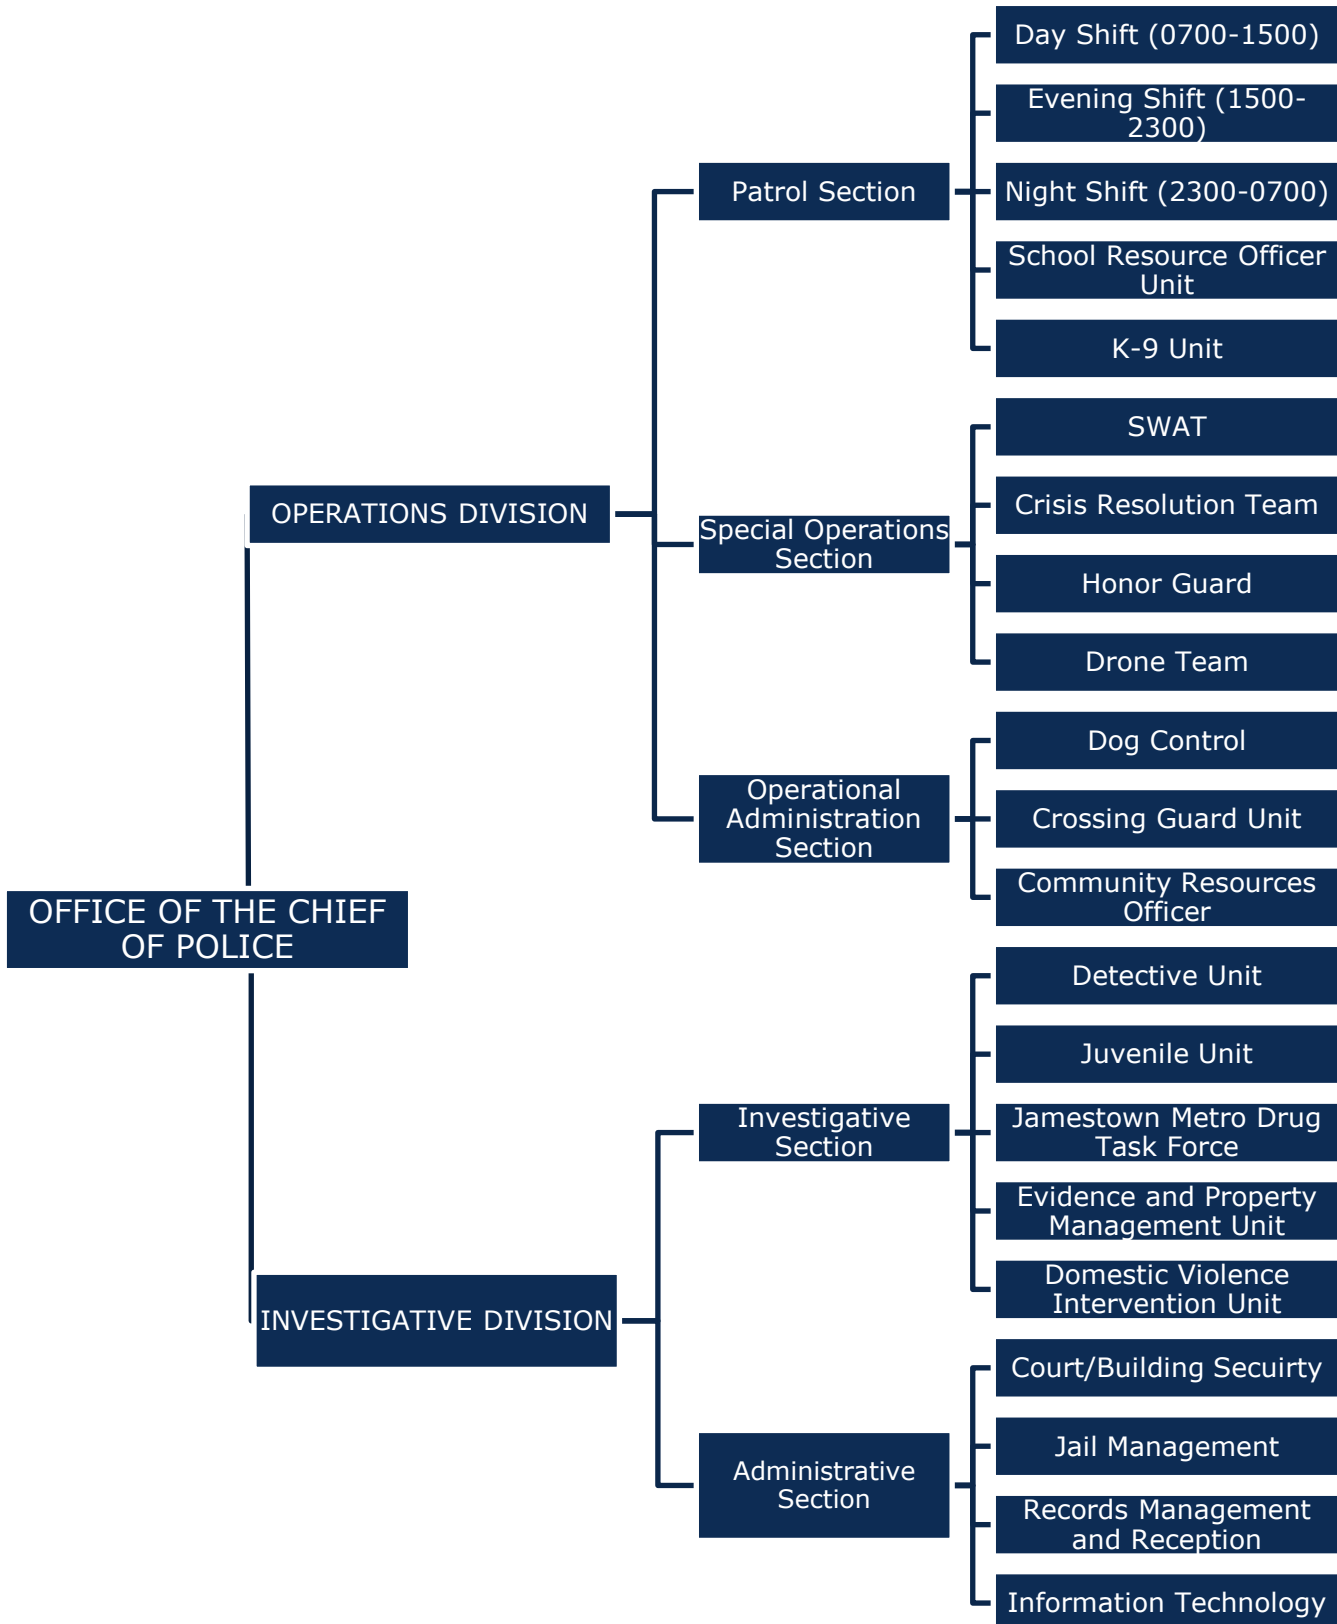 OFFICE OF THE CHIEF
OF POLICE
OPERATIONS DIVISION
Patrol Section
Day Shift (0700-1500)
Evening Shift (1500-
2300)
Night Shift (2300-0700)
School Resource Officer
Unit
K-9 Unit
Special Operations
Section
SWAT
Crisis Resolution Team
Honor Guard
Drone Team
Operational
Administration
Section
Dog Control
Crossing Guard Unit
Community Resources
Officer
INVESTIGATIVE DIVISION
Investigative
Section
Detective Unit
Juvenile Unit
Jamestown Metro Drug
Task Force
Evidence and Property
Management Unit
Domestic Violence
Intervention Unit
Administrative
Section
Court/Building Secuirty
Jail Management
Records Management
and Reception
Information Technology